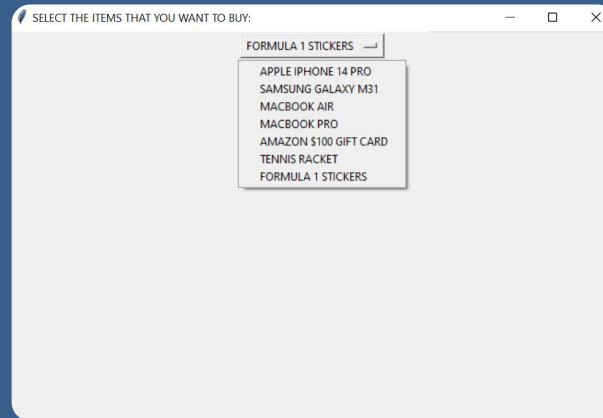 SELECT THE ITEMS THAT YOU WANT TO BUY:
FORMULA 1 STICKERS
APPLE IPHONE 14 PRO
SAMSUNG GALAXY M31
MACBOOK AIR
MACBOOK PRO
AMAZON $100 GIFT CARD
TENNIS RACKET
FORMULA 1 STICKERS